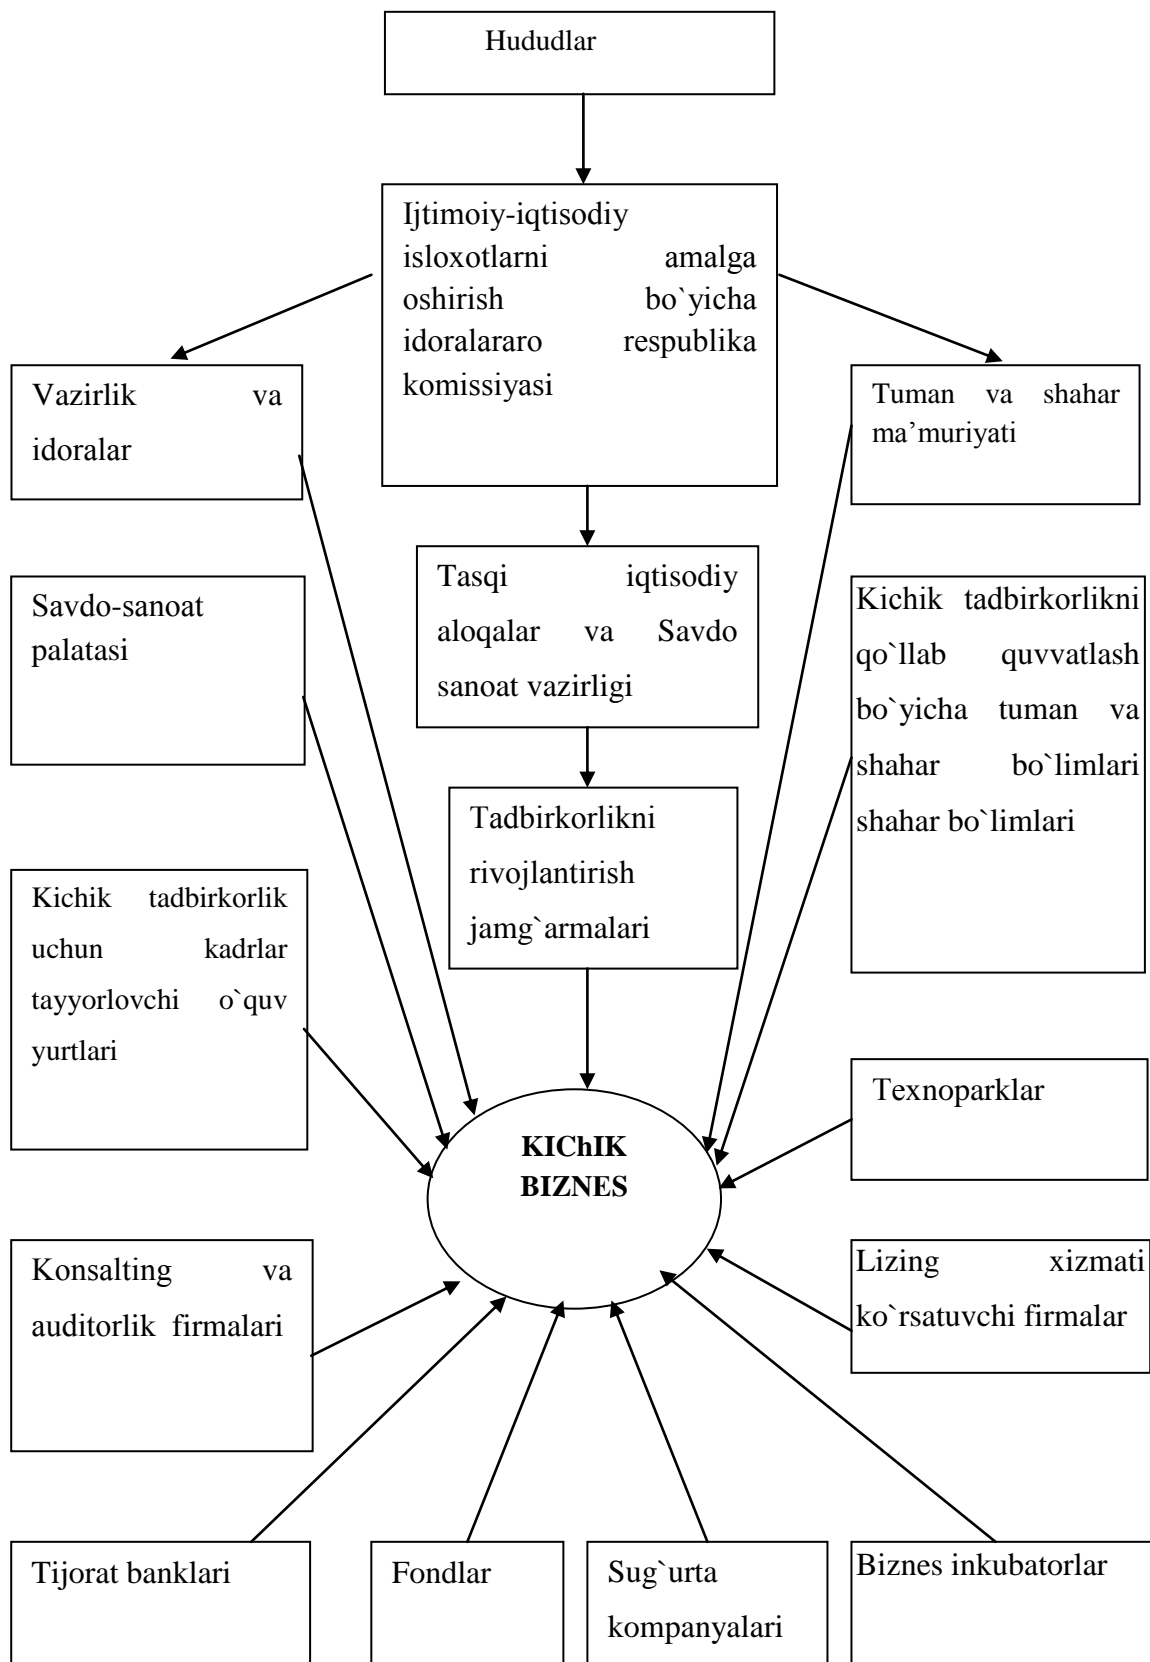 Hududlar
Ijtimoiy-iqtisodiy
isloxotlarni amalga
oshirish bo`yicha
idoralararo respublika
komissiyasi
Vazirlik va
idoralar
Tuman va shahar
ma’muriyati
Tasqi iqtisodiy
aloqalar va Savdo
sanoat vazirligi
Savdo-sanoat
palatasi
Kichik tadbirkorlikni
qo`llab quvvatlash
bo`yicha tuman va
shahar bo`limlari
shahar bo`limlari
Tadbirkorlikni
rivojlantirish
jamg`armalari
Kichik tadbirkorlik
uchun kadrlar
tayyorlovchi o`quv
yurtlari
Texnoparklar
KIChIK
BIZNES
Konsalting va
auditorlik firmalari
Lizing xizmati
ko`rsatuvchi firmalar
Tijorat banklari
Fondlar
Sug`urta
kompanyalari
Biznes inkubatorlar